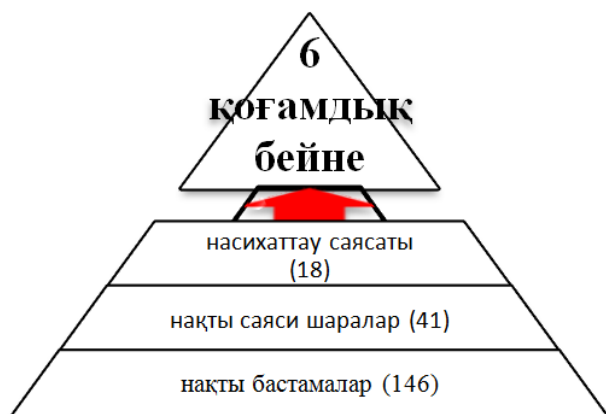 6
қоғамдық
бейне
насихаттау саясаты
(18)
нақты саяси шаралар (41)
нақты бастамалар (146)